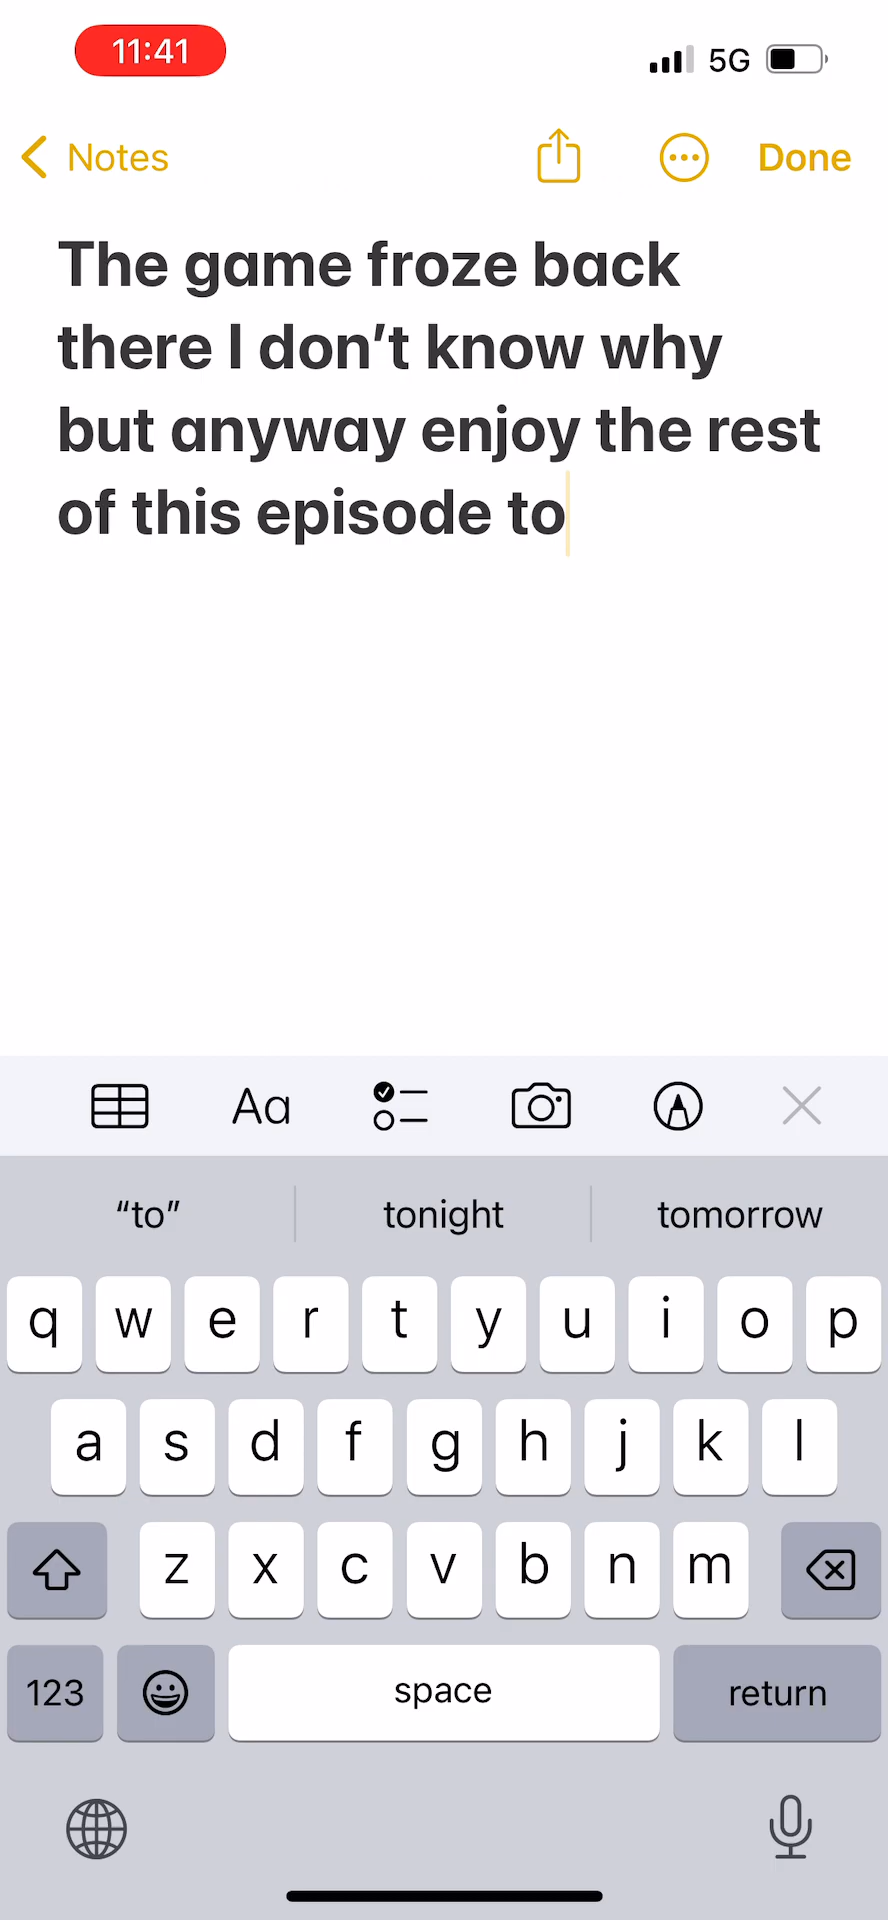 11:41
5G
Notes
Done
The game froze back
there I don’t know why
but anyway enjoy the rest
of this episode to
Aa
“to” tonight tomorrow
q w e r t y u i o p
a s d f g h j k l
z x c v b n m
123 space return